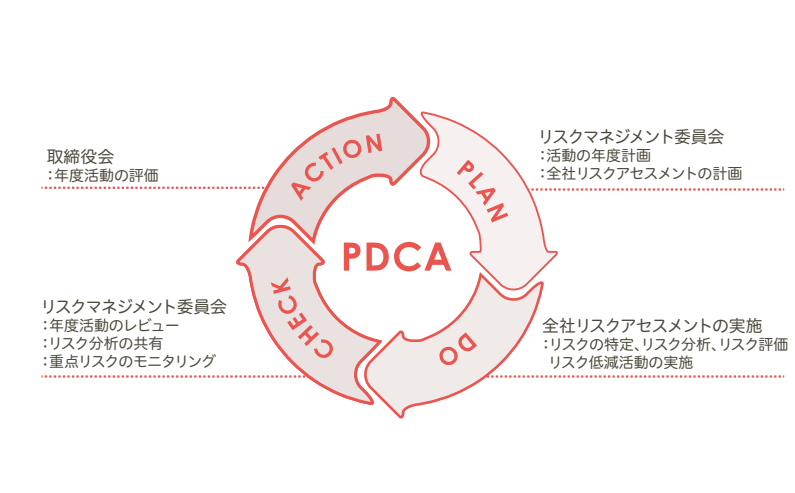 ACTION
取締役会
：年度活動の評価
PLAN
リスクマネジメント委員会
：活動の年度計画
：全社リスクアセスメントの計画
PDCA
CHECK
リスクマネジメント委員会
：年度活動のレビュー
：リスク分析の共有
：重点リスクのモニタリング
DO
全社リスクアセスメントの実施
：リスクの特定、リスク分析、リスク評価
リスク低減活動の実施